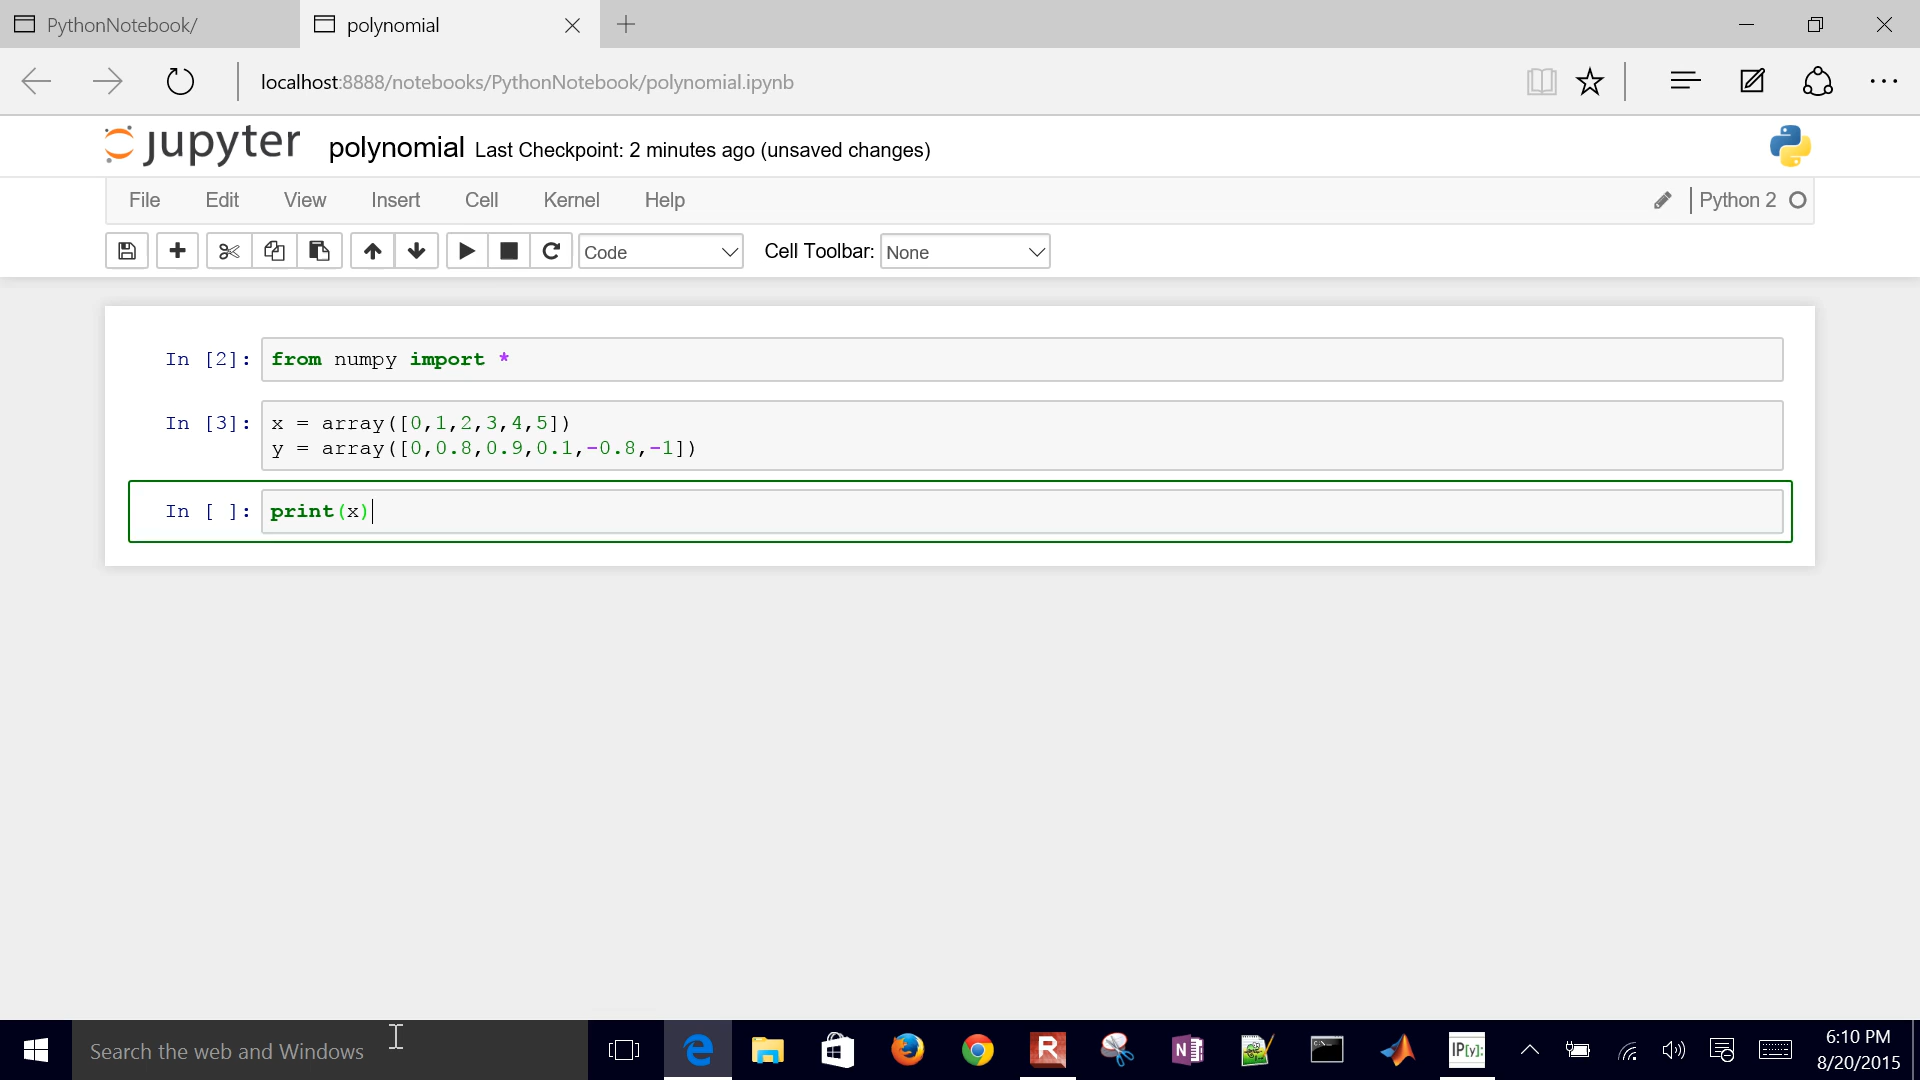 PythonNotebook/
polynomial
localhost:8888/notebooks/PythonNotebook/polynomial.ipynb
jupyter polynomial Last Checkpoint: 2 minutes ago (unsaved changes)
File Edit View Insert Cell Kernel Help
Python 2
Code Cell Toolbar: None
In [2]: from numpy import *
In [3]: x = array([0,1,2,3,4,5])
y = array([0,0.8,0.9,0.1,-0.8,-1])
In [ ]: print(x)
Search the web and Windows
R
N
C:\.
IP[y]:
6:10 PM
8/20/2015